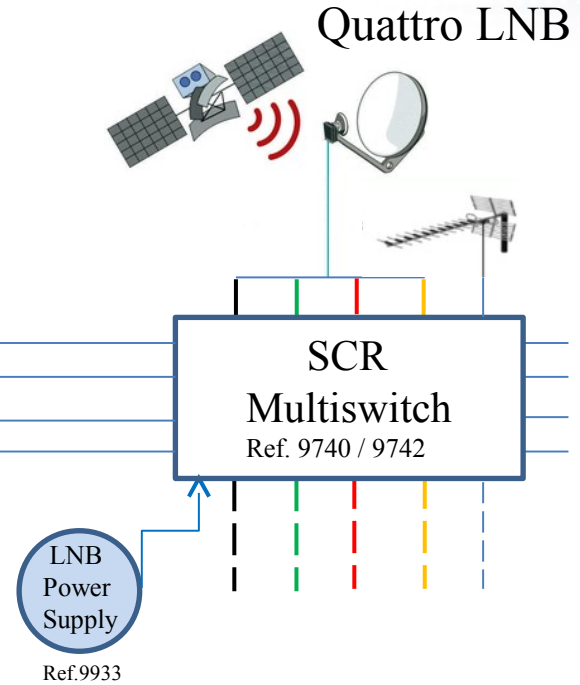 Quattro LNB
SCR
Multiswitch
Ref. 9740 / 9742
LNB
Power
Supply
Ref.9933